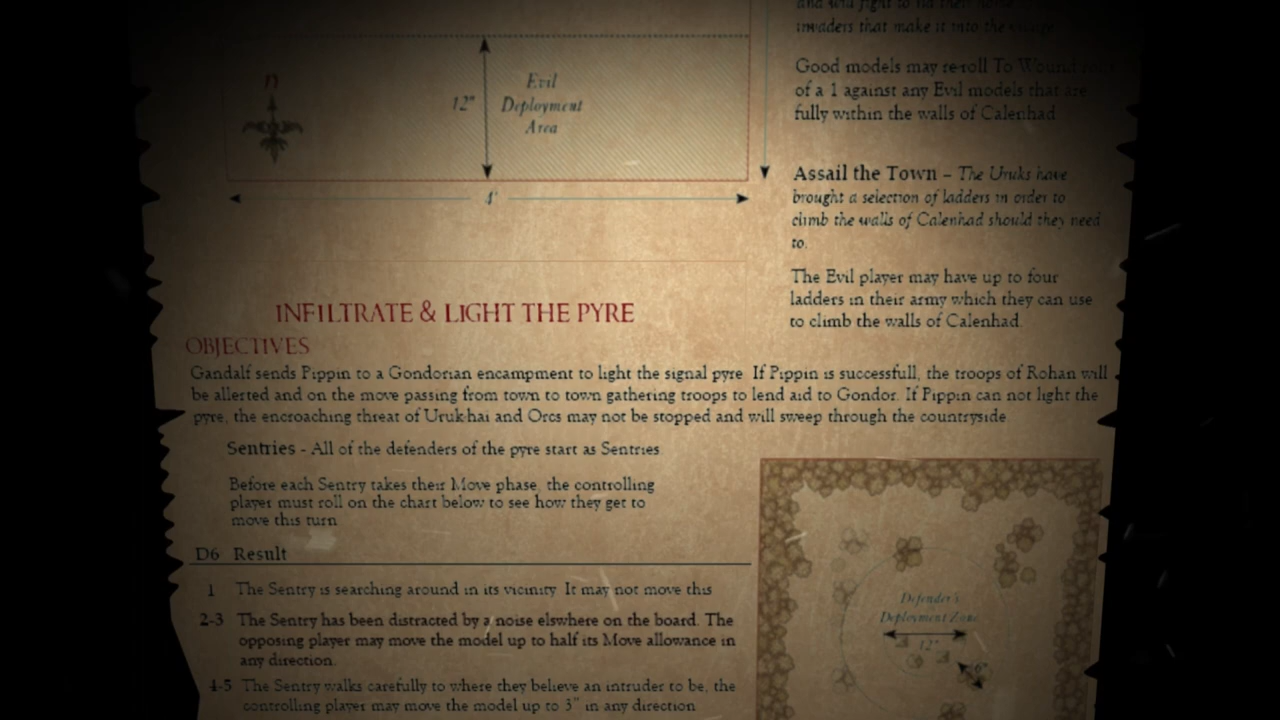 and will fight to
invaders that make it into the village
Good models may re-roll To Wound
of a 1 against any Evil models that are
fully within the walls of Calenhad
n
12"
Evil
Deployment
Area
4'
Assail the Town – The Uruks have
brought a selection of ladders in order to
climb the walls of Calenhad should they need
to.
The Evil player may have up to four
ladders in their army which they can use
to climb the walls of Calenhad.
INFILTRATE & LIGHT THE PYRE
OBJECTIVES
Gandalf sends Pippin to a Gondorian encampment to light the signal pyre. If Pippin is successfull, the troops of Rohan will
be allerted and on the move passing from town to town gathering troops to lend aid to Gondor. If Pippin can not light the
pyre, the encroaching threat of Uruk-hai and Orcs may not be stopped and will sweep through the countryside.
Sentries - All of the defenders of the pyre start as Sentries.
Before each Sentry takes their Move phase, the controlling
player must roll on the chart below to see how they get to
move this turn
D6 Result
1 The Sentry is searching around in its vicinity. It may not move this
2-3 The Sentry has been distracted by a noise elswhere on the board. The
opposing player may move the model up to half its Move allowance in
any direction.
4-5 The Sentry walks carefully to where they believe an intruder to be, the
controlling player may move the model up to 3" in any direction
Defender's
Deployment Zone
12"
6"